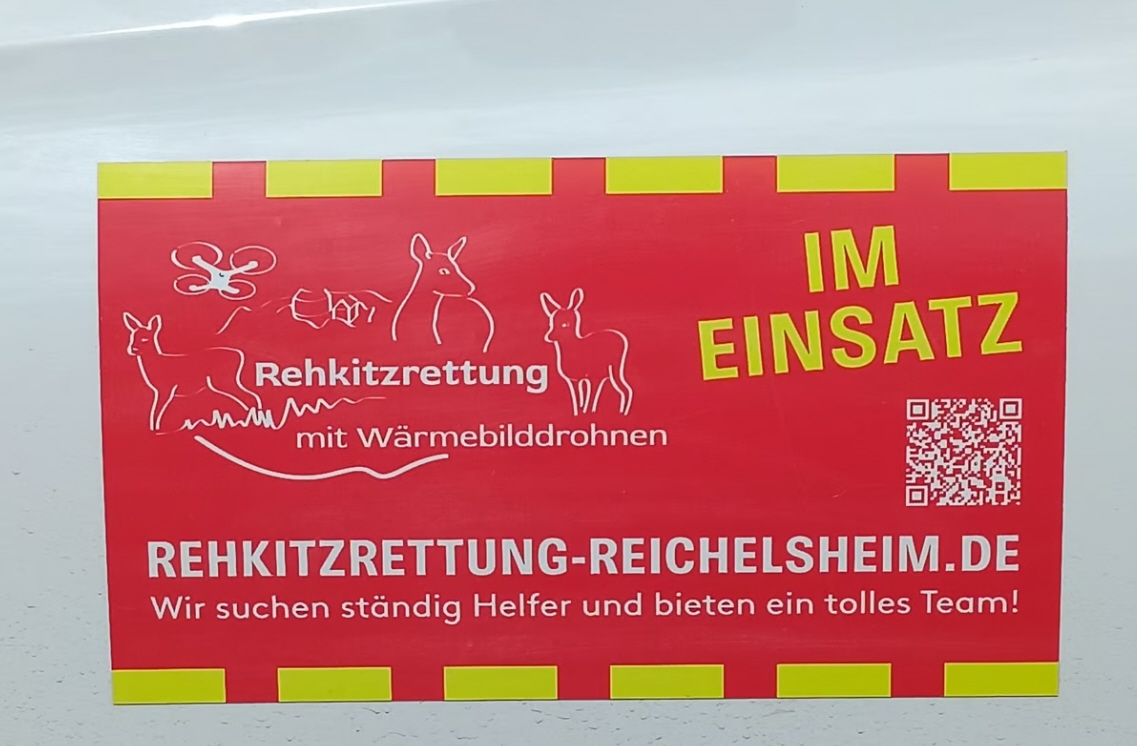 Rehkitzrettung
mit Wärmebilddrohnen
IM
EINSATZ
REHKITZRETTUNG-REICHELSHEIM.DE
Wir suchen ständig Helfer und bieten ein tolles Team!